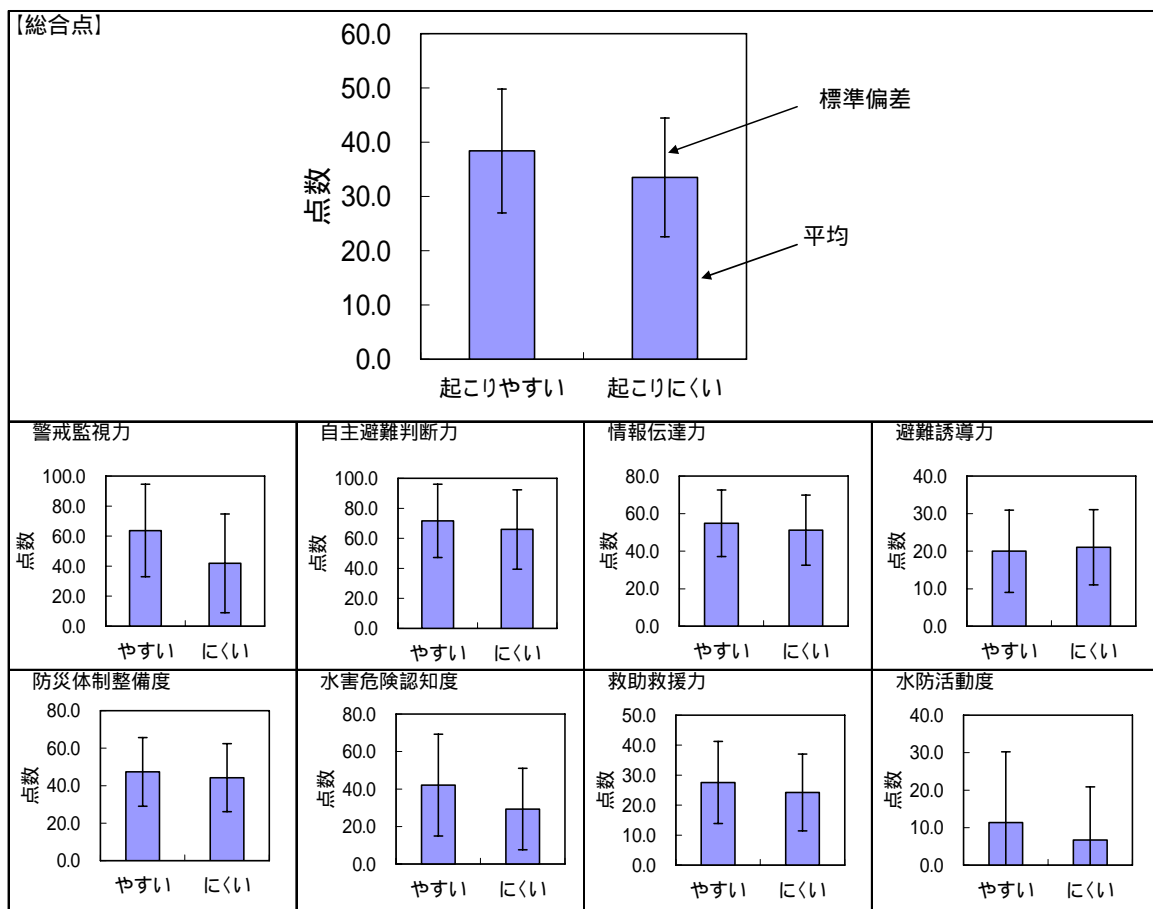 【総合点】
60.0
50.0
40.0
30.0
20.0
10.0
0.0
点数
標準偏差
平均
起こりやすい 起こりにくい
警戒監視力
100.0
80.0
60.0
40.0
20.0
0.0
点数
やすい にくい
自主避難判断力
100.0
80.0
60.0
40.0
20.0
0.0
点数
やすい にくい
情報伝達力
80.0
60.0
40.0
20.0
0.0
点数
やすい にくい
避難誘導力
40.0
30.0
20.0
10.0
0.0
点数
やすい にくい
防災体制整備度
80.0
60.0
40.0
20.0
0.0
点数
やすい にくい
水害危険認知度
80.0
60.0
40.0
20.0
0.0
点数
やすい にくい
救助救援力
50.0
40.0
30.0
20.0
10.0
0.0
点数
やすい にくい
水防活動度
40.0
30.0
20.0
10.0
0.0
点数
やすい にくい